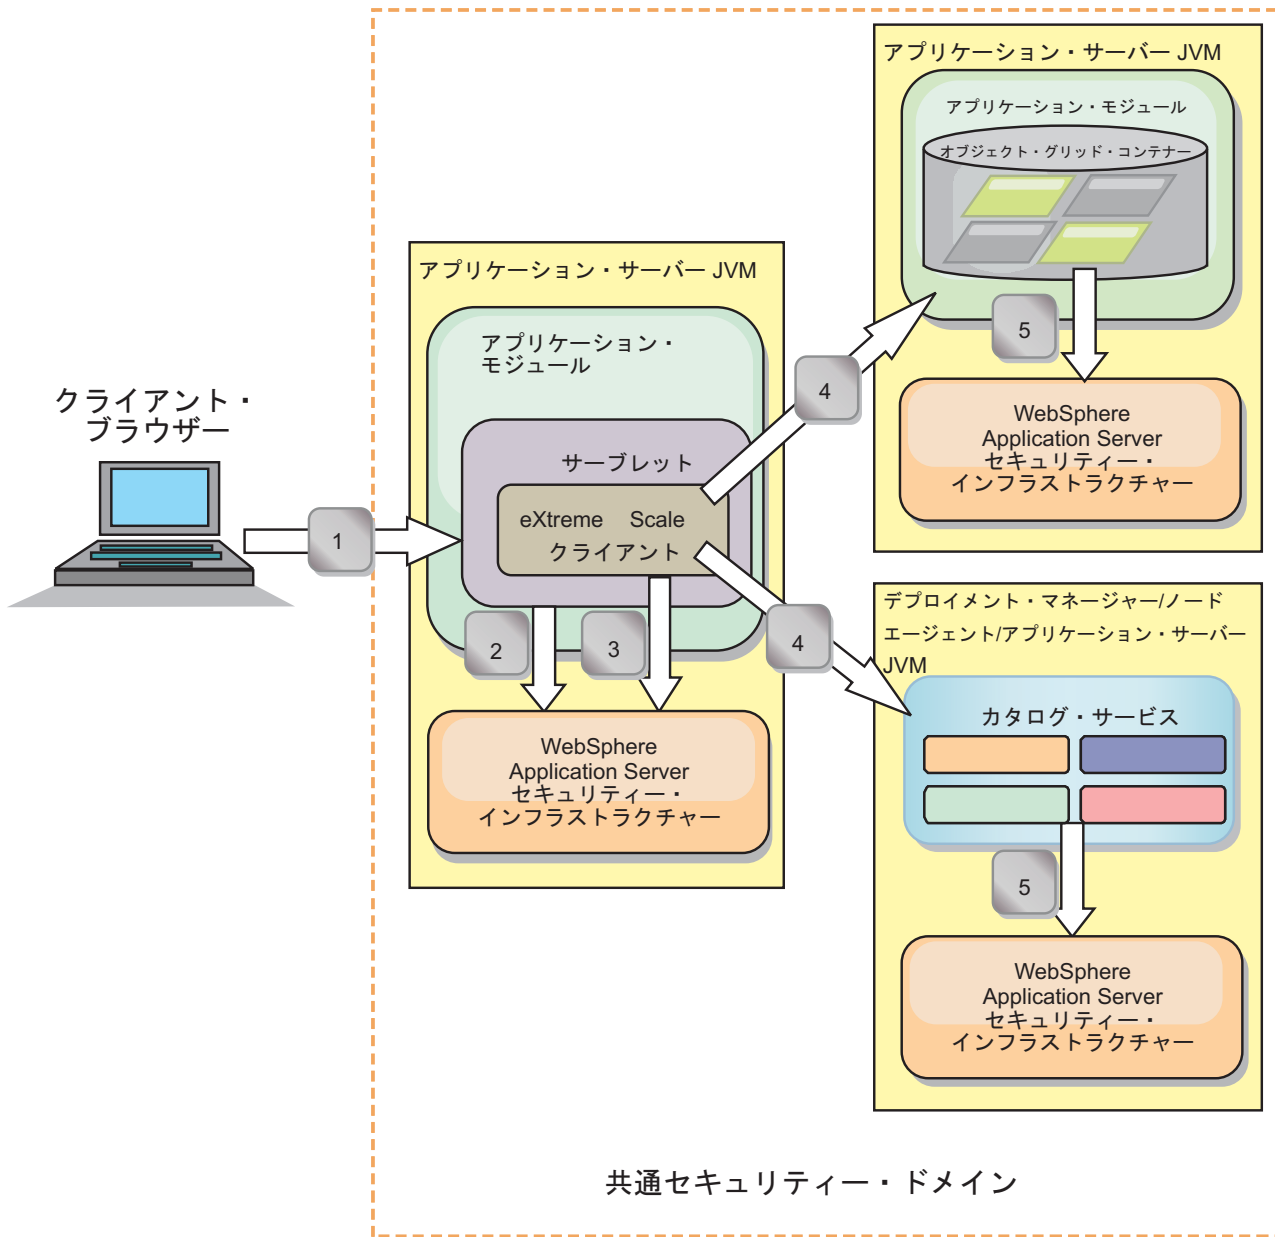 クライアント・
ブラウザー
1
アプリケーション・サーバー JVM
アプリケーション・
モジュール
サーブレット
eXtreme Scale
クライアント
2
3
WebSphere
Application Server
セキュリティー・
インフラストラクチャー
4
4
アプリケーション・サーバー JVM
アプリケーション・モジュール
オブジェクト・グリッド・コンテナー
5
WebSphere
Application Server
セキュリティー・
インフラストラクチャー
デプロイメント・マネージャー/ノード
エージェント/アプリケーション・サーバー
JVM
カタログ・サービス
5
WebSphere
Application Server
セキュリティー・
インフラストラクチャー
共通セキュリティー・ドメイン